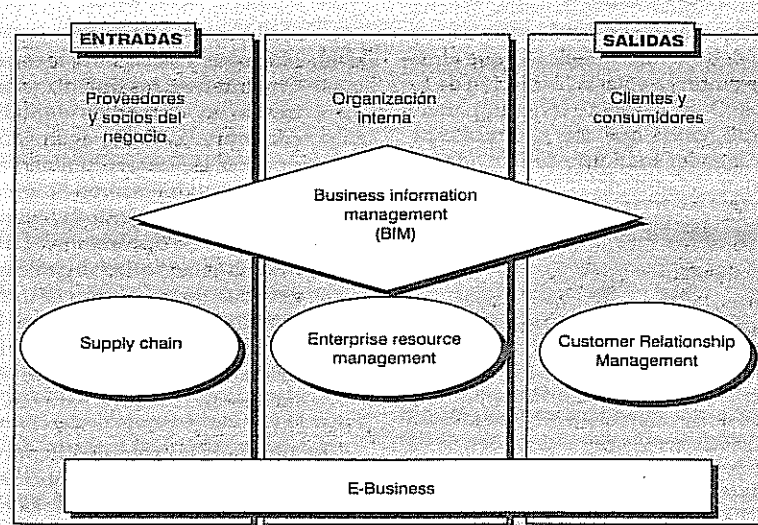 ENTRADAS
SALIDAS
Proveedores
y socios del
negocio
Organización
interna
Clientes y
consumidores
Business information
management
(BIM)
Supply chain
Enterprise resource
management
Customer Relationship
Management
E-Business